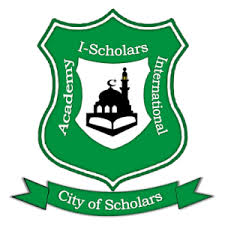 I-Scholars
Academy
International
City of Scholars